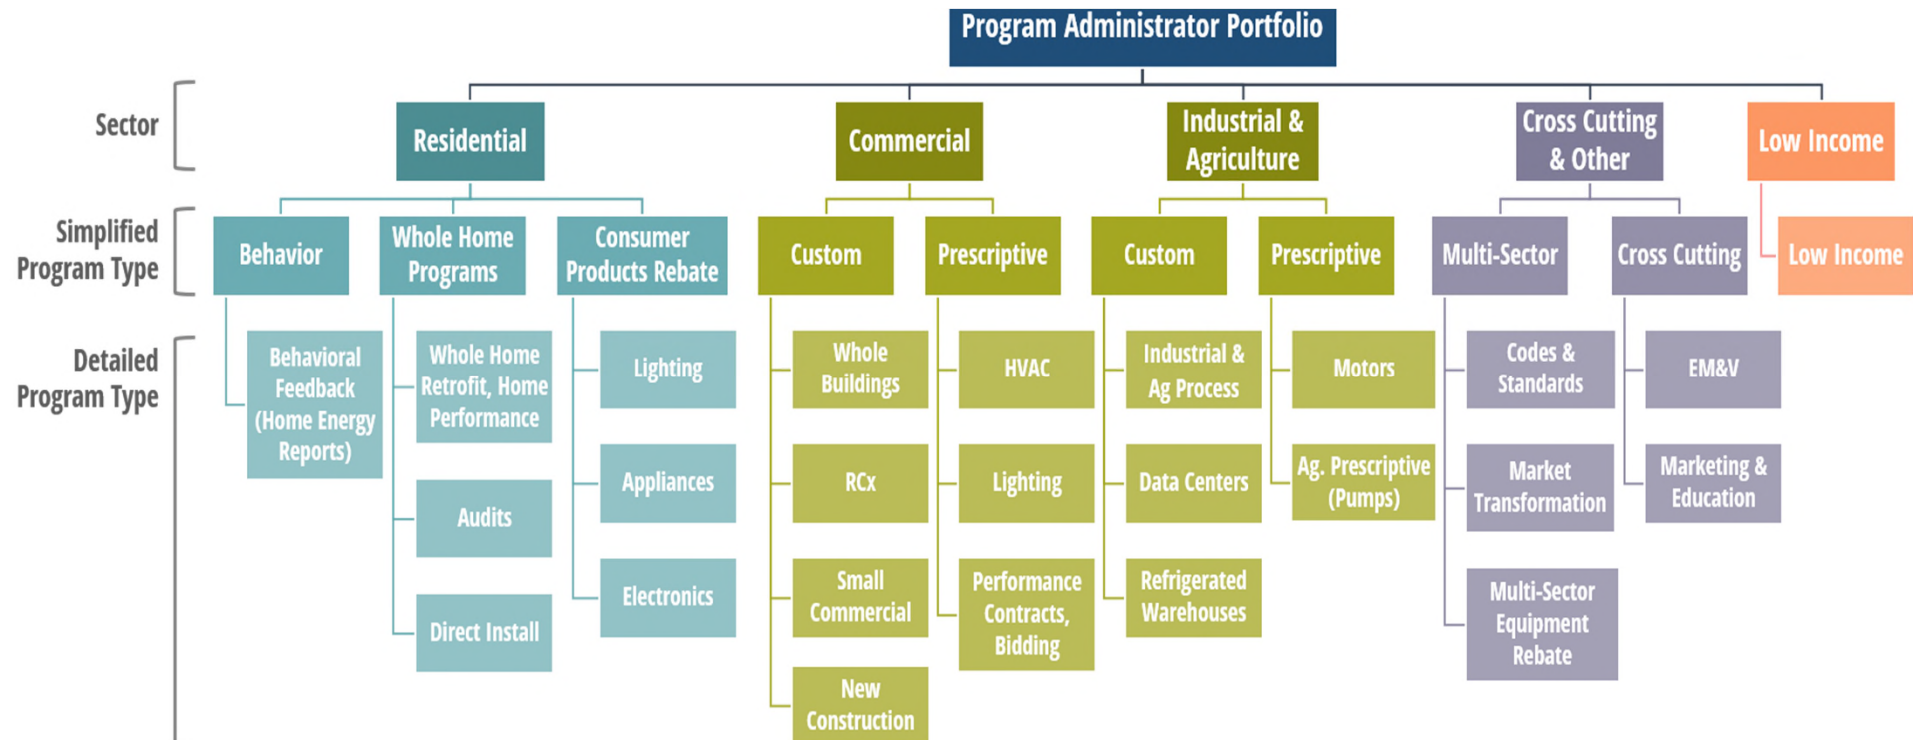 Program Administrator Portfolio
Sector
Residential
Commercial
Industrial &
Agriculture
Cross Cutting
& Other
Low Income
Simplified
Program Type
Behavior
Whole Home
Programs
Consumer
Products Rebate
Custom
Prescriptive
Custom
Prescriptive
Multi-Sector
Cross Cutting
Low Income
Detailed
Program Type
Behavioral
Feedback
(Home Energy
Reports)
Whole Home
Retrofit, Home
Performance
Audits
Direct Install
Lighting
Appliances
Electronics
Whole
Buildings
RCx
Small
Commercial
New
Construction
HVAC
Lighting
Performance
Contracts,
Bidding
Industrial &
Ag Process
Data Centers
Refrigerated
Warehouses
Motors
Ag. Prescriptive
(Pumps)
Codes &
Standards
Market
Transformation
Multi-Sector
Equipment
Rebate
EM&V
Marketing &
Education